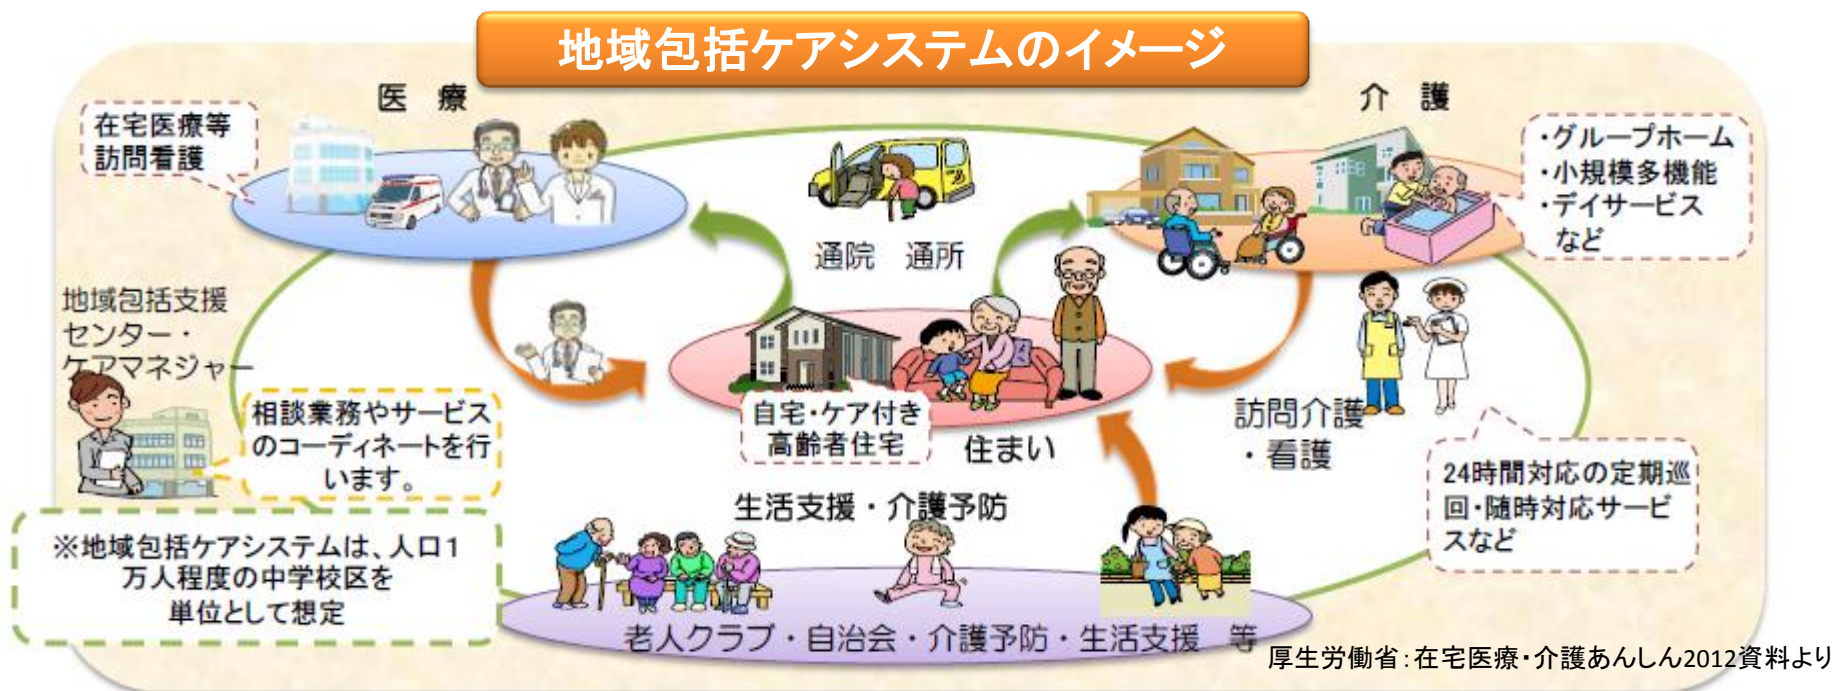 地域包括ケアシステムのイメージ
医 療
介 護
在宅医療等
訪問看護
・グループホーム
・小規模多機能
・デイサービス
など
通院 通所
地域包括支援
センター・
ケアマネジャー
相談業務やサービス
のコーディネートを行
います。
自宅・ケア付き
高齢者住宅
住まい
訪問介護
・看護
24時間対応の定期巡
回・随時対応サービ
スなど
生活支援・介護予防
※地域包括ケアシステムは、人口1
万人程度の中学校区を
単位として想定
老人クラブ・自治会・介護予防・生活支援 等
厚生労働省：在宅医療・介護あんしん2012資料より